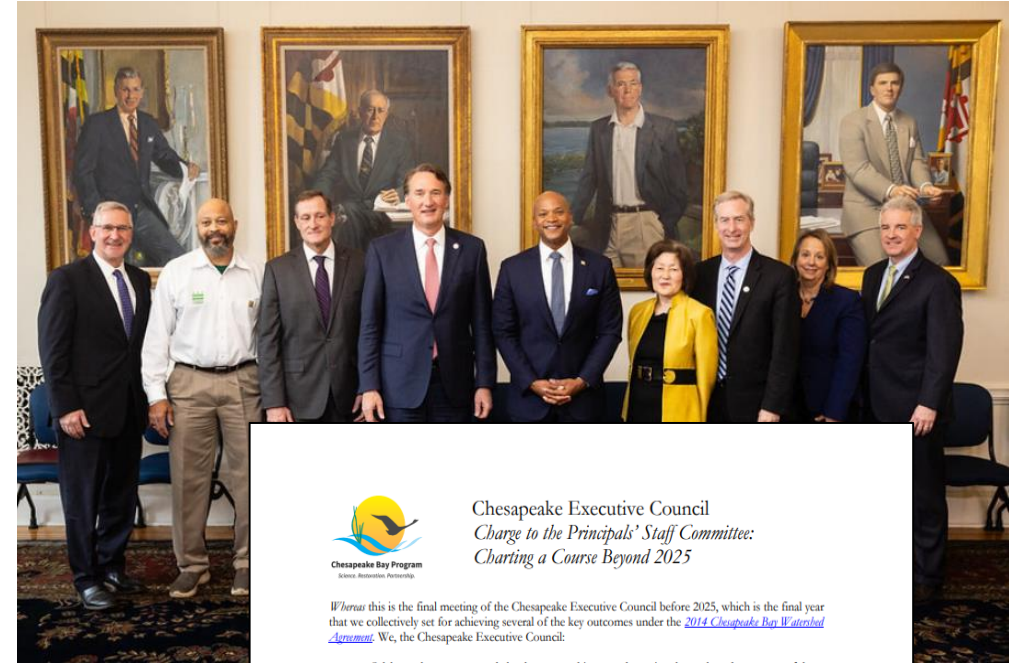 Chesapeake Executive Council
Charge to the Principals' Staff Committee:
Charting a Course Beyond 2025
Chesapeake Bay Program
Science. Restoration. Partnership.
Whereas this is the final meeting of the Chesapeake Executive Council before 2025, which is the final year
that we collectively set for achieving several of the key outcomes under the 2014 Chesapeake Bay Watershed
Agreement. We, the Chesapeake Executive Council: